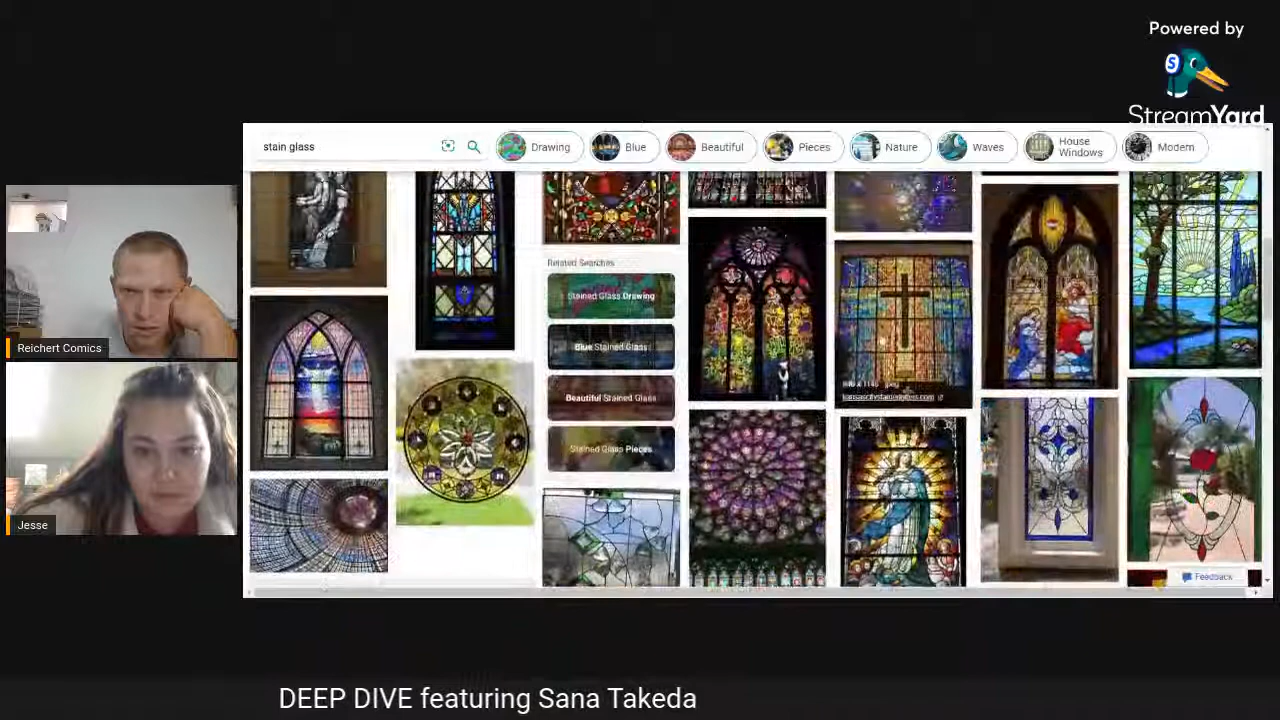 Powered by
StreamYard
stain glass
Drawing
Blue
Beautiful
Pieces
Nature
Waves
House
Windows
Modern
Related Searches
Stained Glass Drawing
Blue Stained Glass
Beautiful Stained Glass
Stained Glass Pieces
Reichert Comics
Jesse
Feedback
DEEP DIVE featuring Sana Takeda